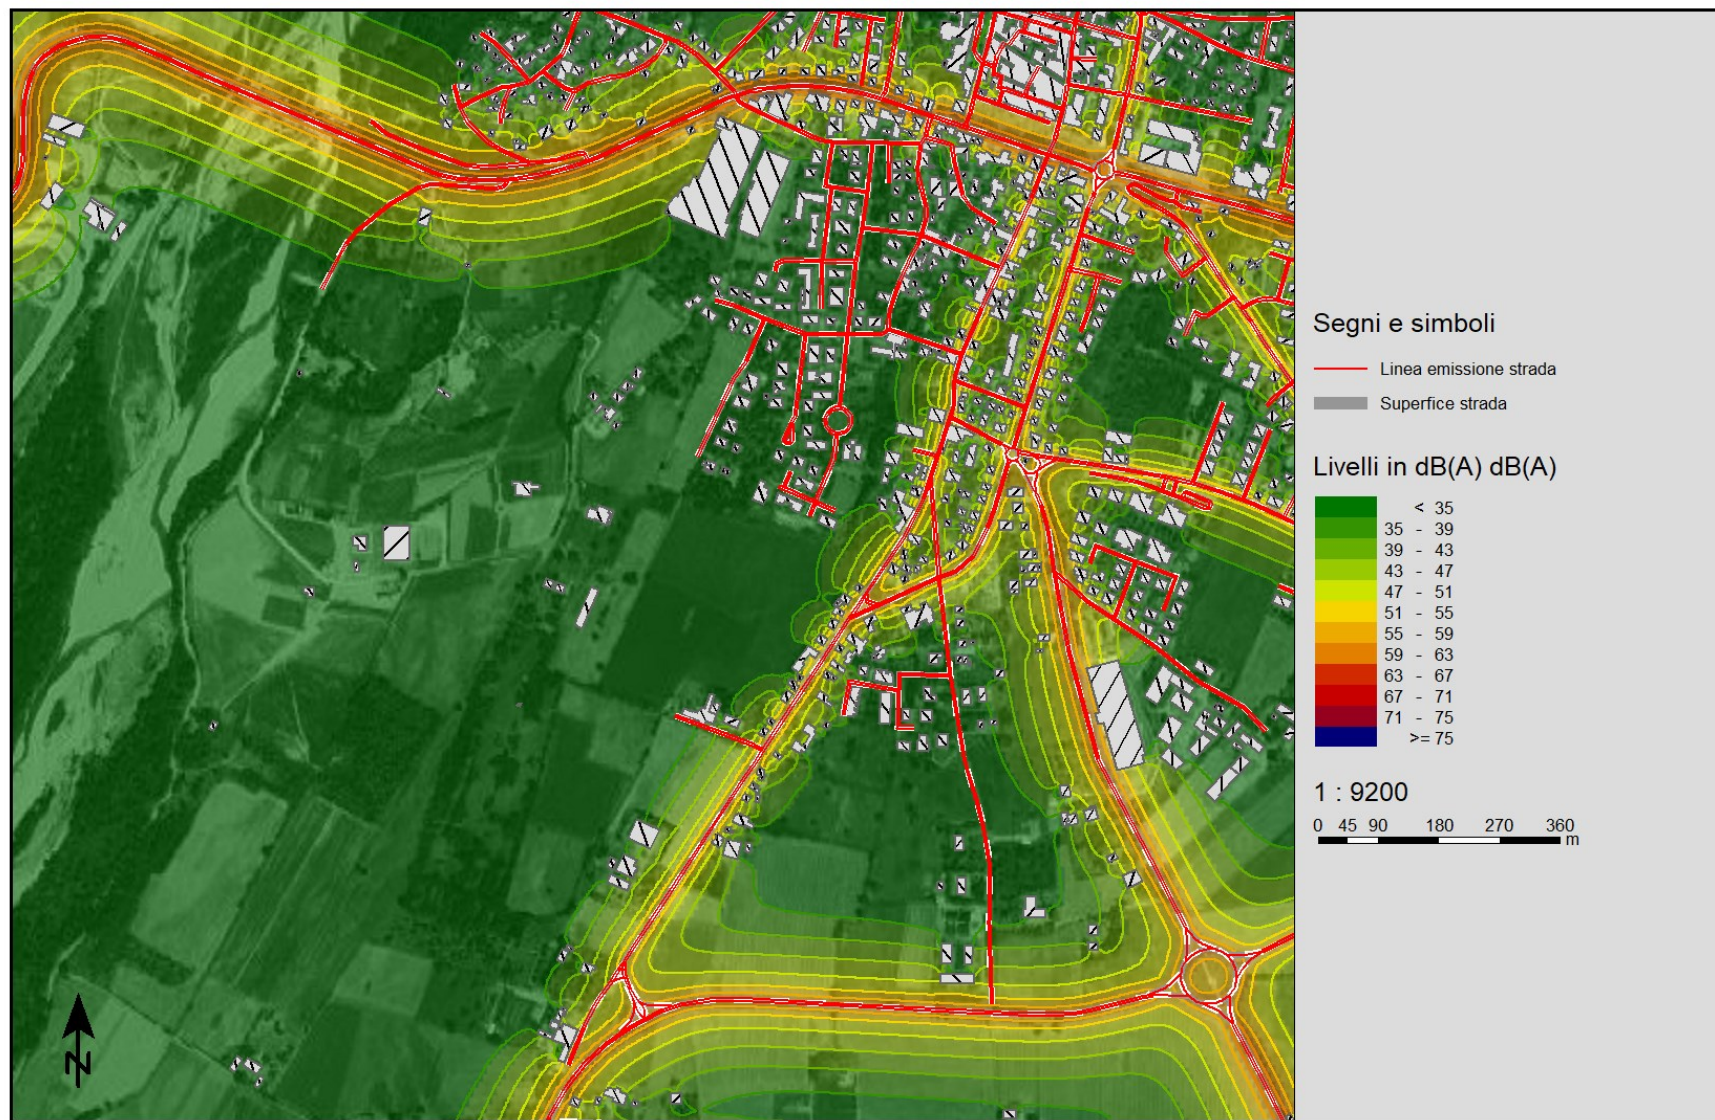 Segni e simboli
Linea emissione strada
Superfice strada
Livelli in dB(A) dB(A)
< 35
35 - 39
39 - 43
43 - 47
47 - 51
51 - 55
55 - 59
59 - 63
63 - 67
67 - 71
71 - 75
>= 75
1 : 9200
0 45 90 180 270 360
m
N